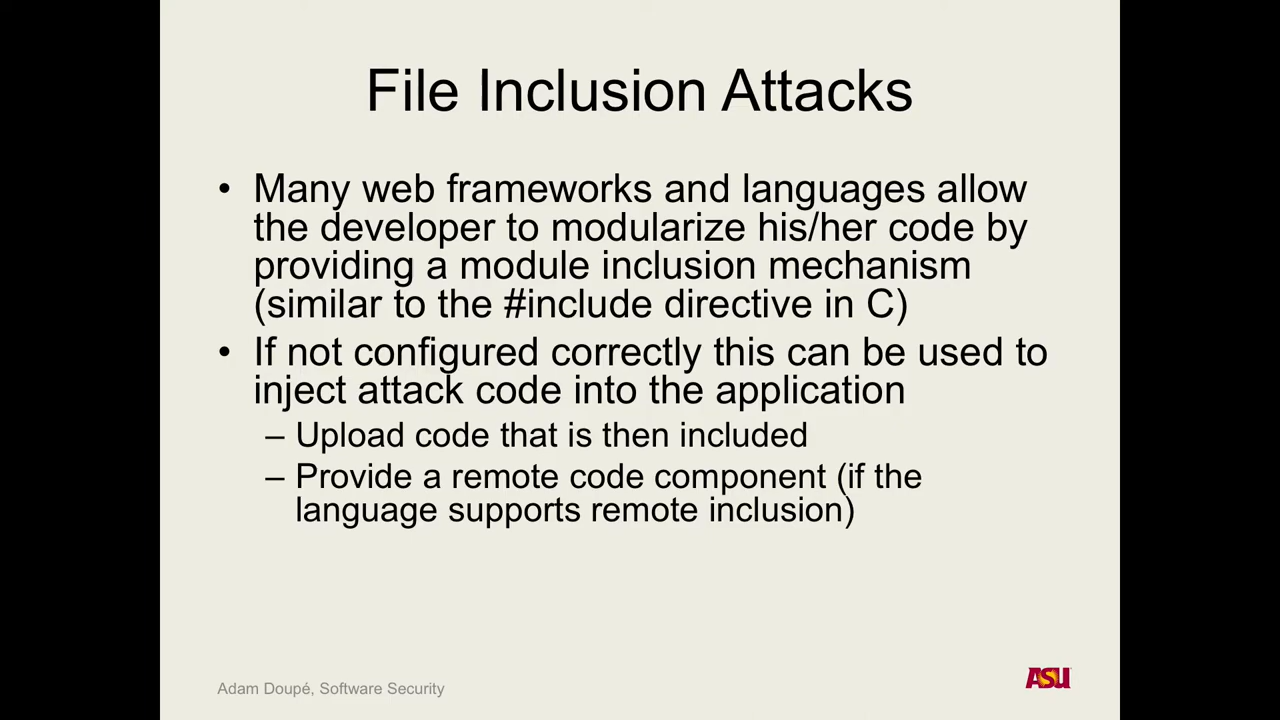 File Inclusion Attacks
• Many web frameworks and languages allow
the developer to modularize his/her code by
providing a module inclusion mechanism
(similar to the #include directive in C)
• If not configured correctly this can be used to
inject attack code into the application
– Upload code that is then included
– Provide a remote code component (if the
language supports remote inclusion)
Adam Doupé, Software Security
ASU